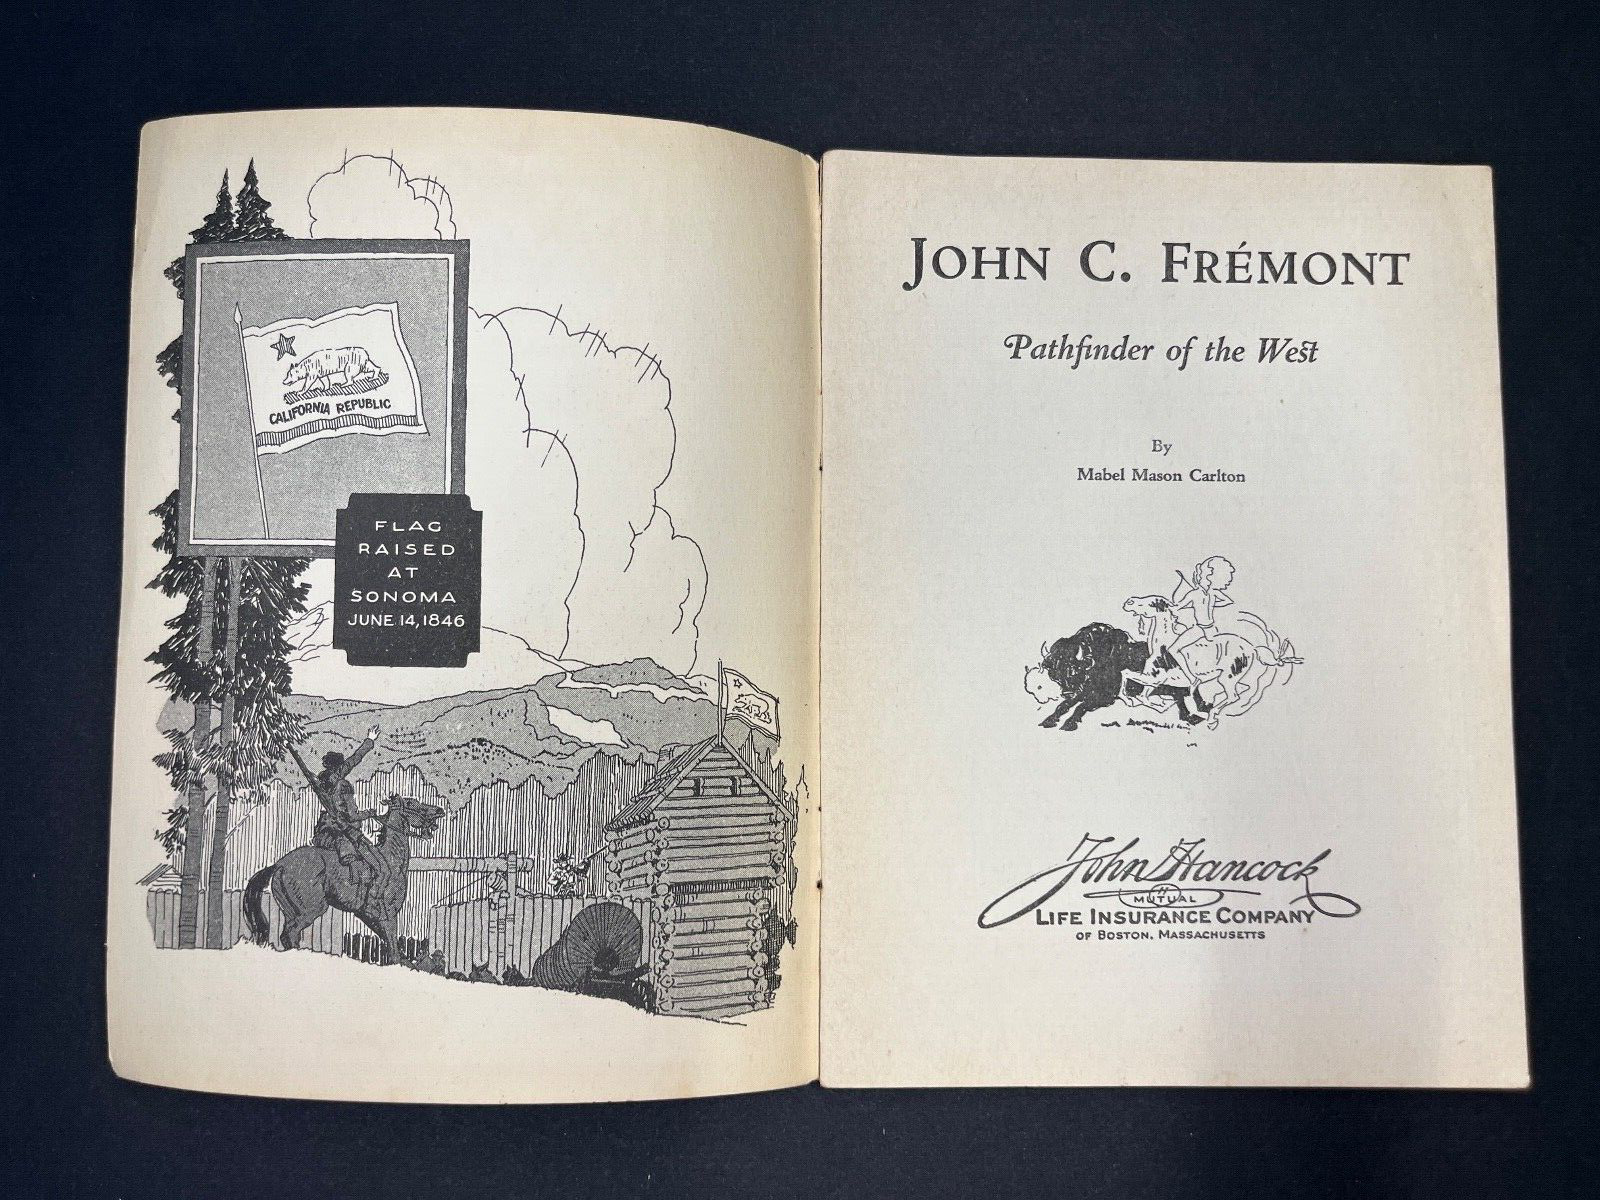 CALIFORNIA REPUBLIC
FLAG
RAISED
AT
SONOMA
JUNE 14, 1846
JOHN C. FRÉMONT
Pathfinder of the West
By
Mabel Mason Carlton
John Hancock
MUTUAL
LIFE INSURANCE COMPANY
OF BOSTON, MASSACHUSETTS